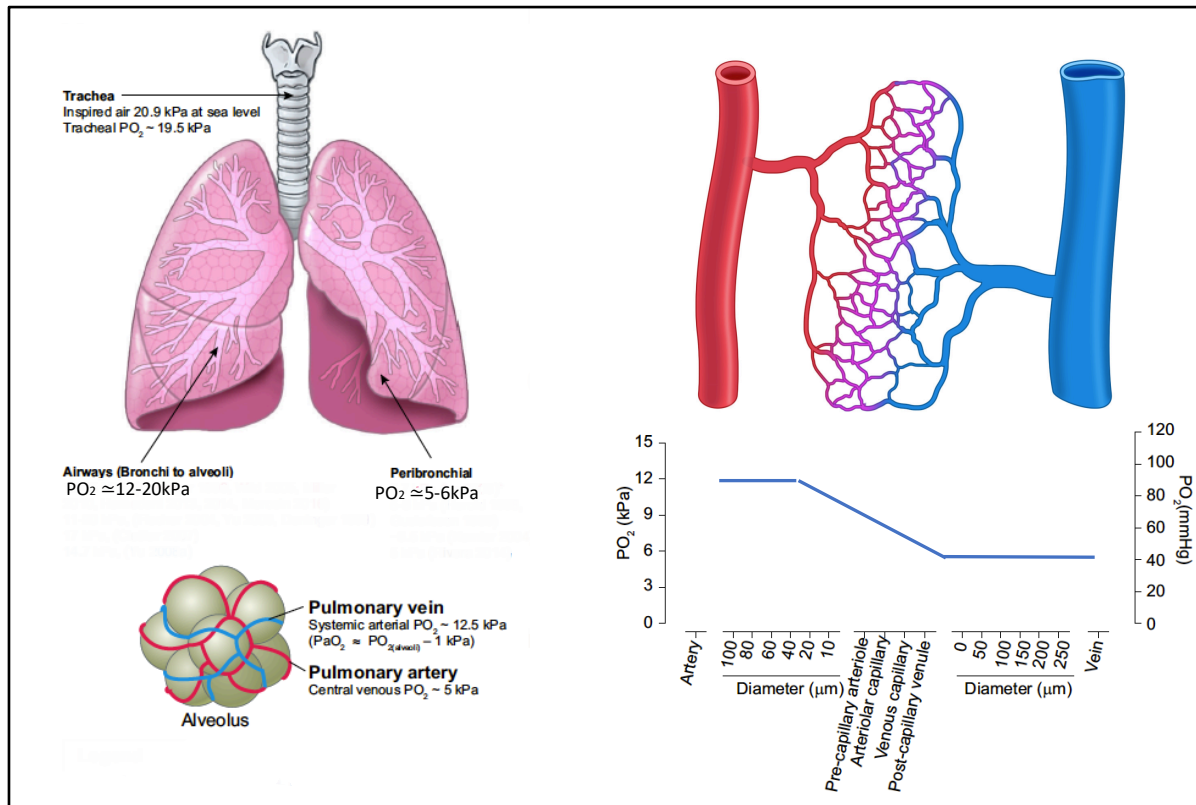 Trachea
Inspired air 20.9 kPa at sea level
Tracheal PO₂ ~ 19.5 kPa
Airways (Bronchi to alveoli)
PO₂ ≃12-20kPa
Peribronchial
PO₂ ≃5-6kPa
Pulmonary vein
Systemic arterial PO₂ ~ 12.5 kPa
(PaO₂ ≈ PO₂(alveoli) – 1 kPa)
Pulmonary artery
Central venous PO₂ ~ 5 kPa
Alveolus
PO₂ (kPa)
15
12
9
6
3
0
120
100
80
60
40
20
0
PO₂(mmHg)
Artery
100
80
60
40
20
10
Diameter (μm)
Pre-capillary arteriole
Arteriolar capillary
Venous capillary
Post-capillary venule
0
50
100
150
200
250
Diameter (μm)
Vein